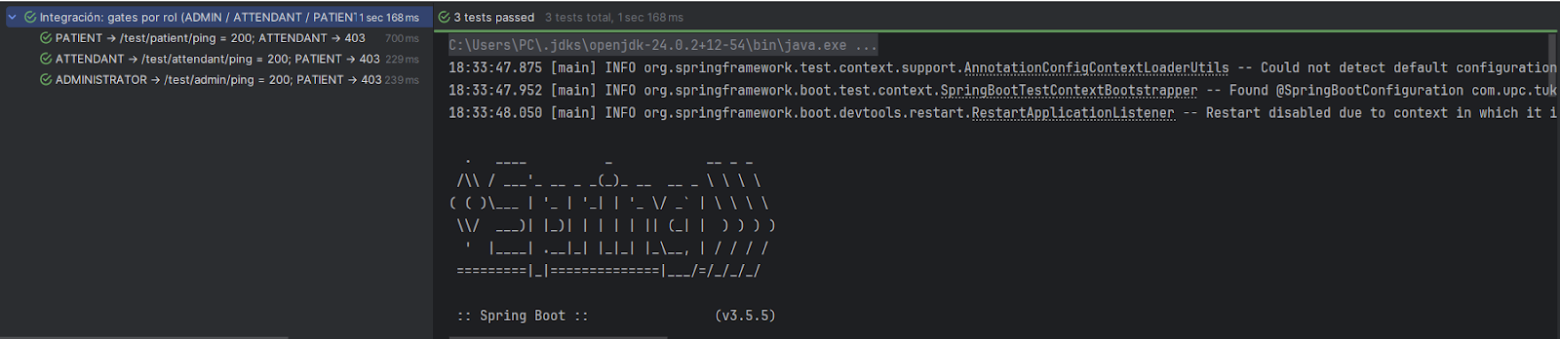 Integración: gates por rol (ADMIN / ATTENDANT / PATIENT 1 sec 168 ms
PATIENT → /test/patient/ping = 200; ATTENDANT → 403 700 ms
ATTENDANT → /test/attendant/ping = 200; PATIENT → 403 229 ms
ADMINISTRATOR → /test/admin/ping = 200; PATIENT → 403 239 ms
3 tests passed 3 tests total, 1 sec 168 ms
C:\Users\PC\.jdks\openjdk-24.0.2+12-54\bin\java.exe ...
18:33:47.875 [main] INFO org.springframework.test.context.support.AnnotationConfigContextLoaderUtils -- Could not detect default configuration
18:33:47.952 [main] INFO org.springframework.boot.test.context.SpringBootTestContextBootstrapper -- Found @SpringBootConfiguration com.upc.tuk
18:33:48.050 [main] INFO org.springframework.boot.devtools.restart.RestartApplicationListener -- Restart disabled due to context in which it i
  .   ____          _            __ _ _
 /\\ / ___'_ __ _ _(_)_ __  __ _ \ \ \ \
( ( )\___ | '_ | '_| | '_ \/ _` | \ \ \ \
 \\/  ___)| |_)| | | | | || (_| |  ) ) ) )
  '  |____| .__|_| |_|_| |_\__, | / / / /
 =========|_|==============|___/=/_/_/_/
:: Spring Boot :: (v3.5.5)